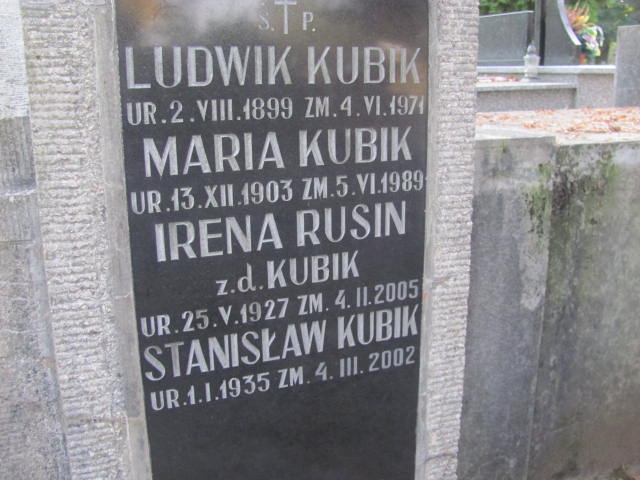 Ś.†P.
LUDWIK KUBIK
UR. 2. VIII. 1899 ZM. 4. VI. 1971
MARIA KUBIK
UR. 13. XII. 1903 ZM. 5. VI. 1989
IRENA RUSIN
z.d. KUBIK
UR. 25. V. 1927 ZM. 4. II. 2005
STANISŁAW KUBIK
UR. 1. I. 1935 ZM. 4. III. 2002